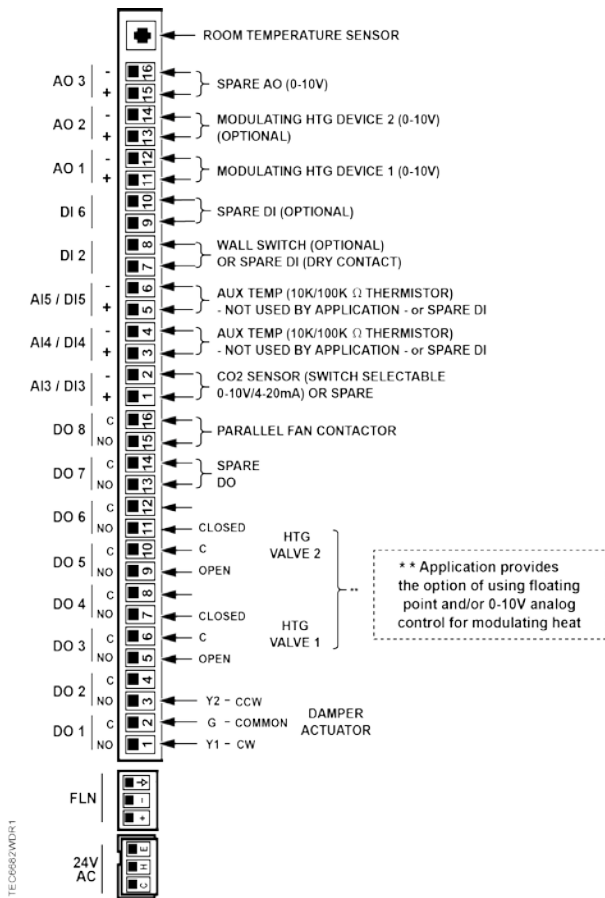 ROOM TEMPERATURE SENSOR
AO 3 - 16
+ 15 SPARE AO (0-10V)
AO 2 - 14 MODULATING HTG DEVICE 2 (0-10V)
+ 13 (OPTIONAL)
AO 1 - 12
+ 11 MODULATING HTG DEVICE 1 (0-10V)
DI 6 10
9 SPARE DI (OPTIONAL)
DI 2 8 WALL SWITCH (OPTIONAL)
7 OR SPARE DI (DRY CONTACT)
AI5 / DI5 - 6 AUX TEMP (10K/100K Ω THERMISTOR)
+ 5 - NOT USED BY APPLICATION - or SPARE DI
AI4 / DI4 - 4 AUX TEMP (10K/100K Ω THERMISTOR)
+ 3 - NOT USED BY APPLICATION - or SPARE DI
AI3 / DI3 - 2 CO2 SENSOR (SWITCH SELECTABLE
+ 1 0-10V/4-20mA) OR SPARE
DO 8 C 16
NO 15 PARALLEL FAN CONTACTOR
DO 7 C 14 SPARE
NO 13 DO
DO 6 C 12
NO 11 CLOSED
DO 5 C 10 C
NO 9 OPEN
HTG
VALVE 2
DO 4 C 8
NO 7 CLOSED
DO 3 C 6 C
NO 5 OPEN
HTG
VALVE 1
**
* * Application provides
the option of using floating
point and/or 0-10V analog
control for modulating heat
DO 2 C 4
NO 3 Y2 - CCW
DO 1 C 2 G - COMMON
NO 1 Y1 - CW
DAMPER
ACTUATOR
FLN
-
+
24V
AC
E
H
C
TEC6682WDR1